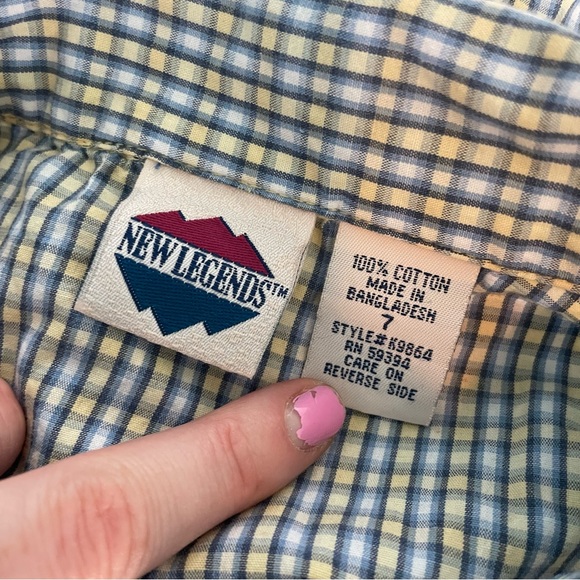 NEW LEGENDS™
100% COTTON
MADE IN
BANGLADESH
7
STYLE#K9864
RN 59394
CARE ON
REVERSE SIDE